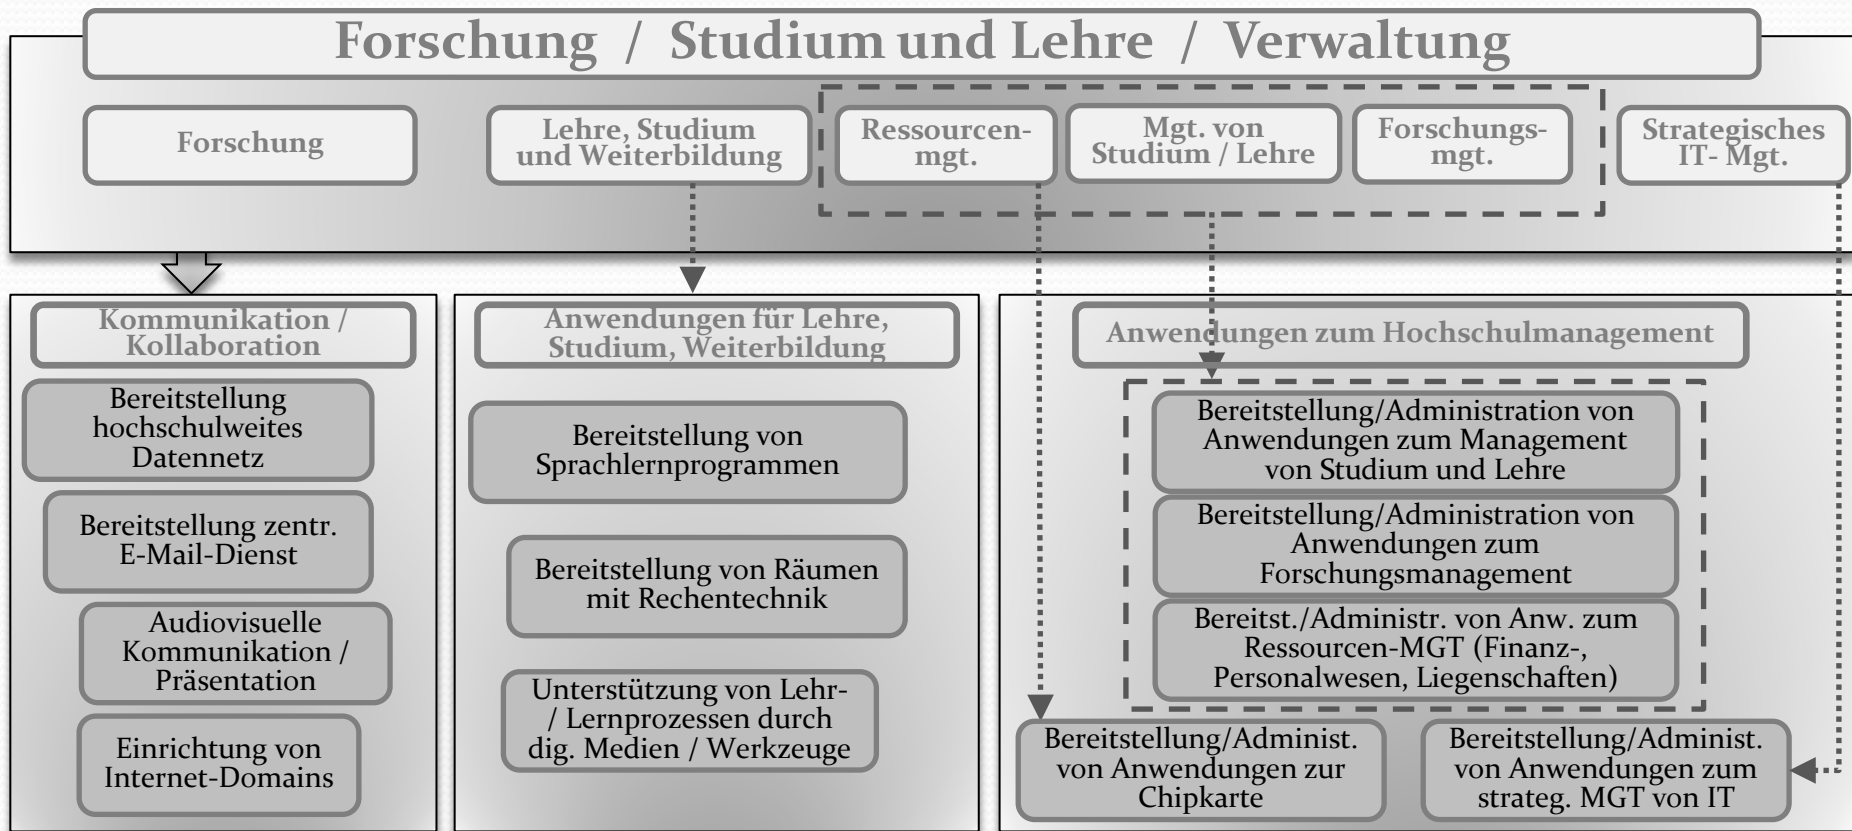 Forschung / Studium und Lehre / Verwaltung
Forschung
Lehre, Studium
und Weiterbildung
Ressourcen-
mgt.
Mgt. von
Studium / Lehre
Forschungs-
mgt.
Strategisches
IT- Mgt.
Kommunikation /
Kollaboration
Bereitstellung
hochschulweites
Datennetz
Bereitstellung zentr.
E-Mail-Dienst
Audiovisuelle
Kommunikation /
Präsentation
Einrichtung von
Internet-Domains
Anwendungen für Lehre,
Studium, Weiterbildung
Bereitstellung von
Sprachlernprogrammen
Bereitstellung von Räumen
mit Rechentechnik
Unterstützung von Lehr-
/ Lernprozessen durch
dig. Medien / Werkzeuge
Anwendungen zum Hochschulmanagement
Bereitstellung/Administration von
Anwendungen zum Management
von Studium und Lehre
Bereitstellung/Administration von
Anwendungen zum
Forschungsmanagement
Bereitst./Administr. von Anw. zum
Ressourcen-MGT (Finanz-,
Personalwesen, Liegenschaften)
Bereitstellung/Administ.
von Anwendungen zur
Chipkarte
Bereitstellung/Administ.
von Anwendungen zum
strateg. MGT von IT